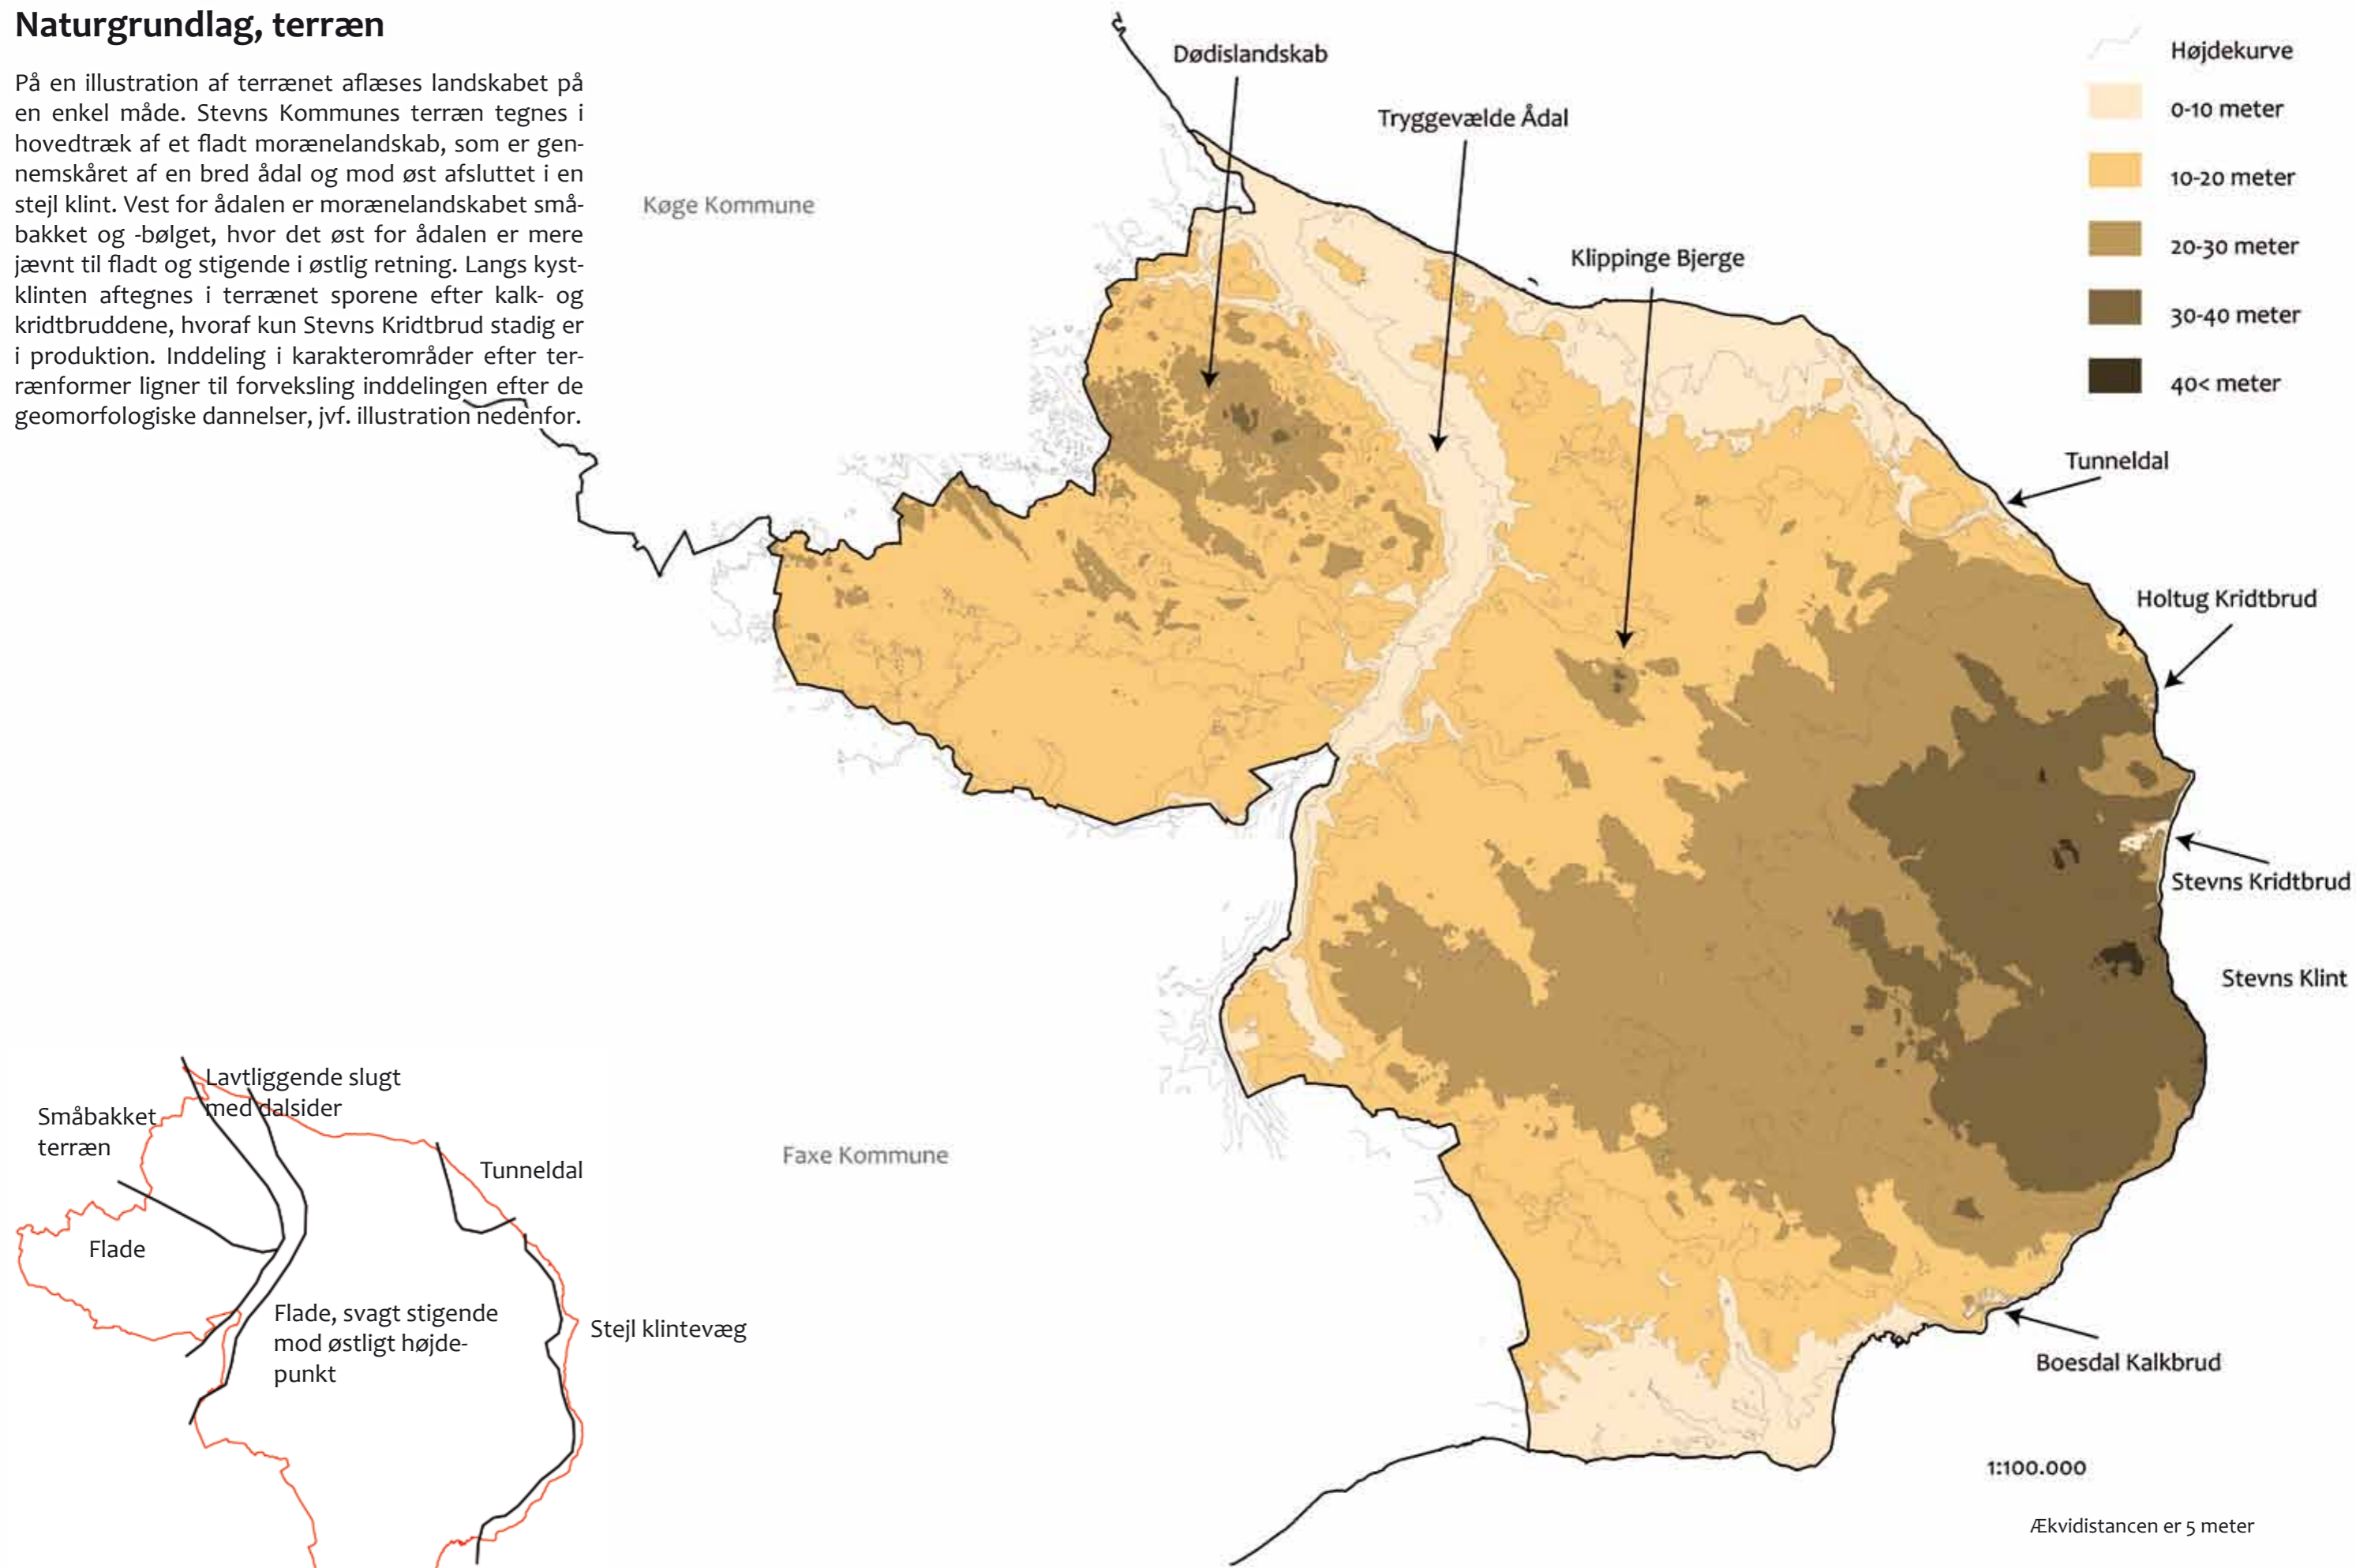 Naturgrundlag, terræn
På en illustration af terrænet aflæses landskabet på
en enkel måde. Stevns Kommunes terræn tegnes i
hovedtræk af et fladt morænelandskab, som er gen-
nemskåret af en bred ådal og mod øst afsluttet i en
stejl klint. Vest for ådalen er morænelandskabet små-
bakket og -bølget, hvor det øst for ådalen er mere
jævnt til fladt og stigende i østlig retning. Langs kyst-
klinten aftegnes i terrænet sporene efter kalk- og
kridtbruddene, hvoraf kun Stevns Kridtbrud stadig er
i produktion. Inddeling i karakterområder efter ter-
rænformer ligner til forveksling inddelingen efter de
geomorfologiske dannelser, jvf. illustration nedenfor.
Dødislandskab
Tryggevælde Ådal
Køge Kommune
Klippinge Bjerge
Højdekurve
0-10 meter
10-20 meter
20-30 meter
30-40 meter
40< meter
Tunneldal
Holtug Kridtbrud
Stevns Kridtbrud
Stevns Klint
Faxe Kommune
Boesdal Kalkbrud
1:100.000
Ækvidistancen er 5 meter
Lavtliggende slugt
med dalsider
Småbakket
terræn
Tunneldal
Flade
Flade, svagt stigende
mod østligt højde-
punkt
Stejl klintevæg